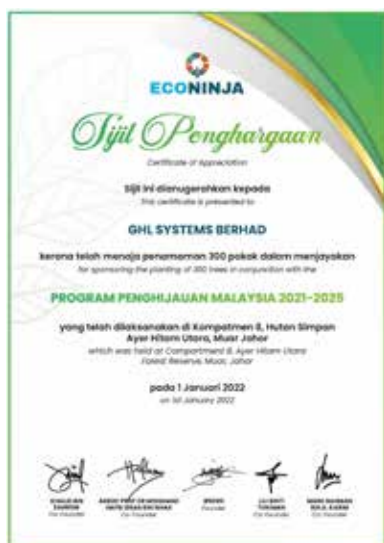 ECONINJA
Sijil Penghargaan
Certificate of Appreciation
Sijil ini dianugerahkan kepada
This certificate is presented to
GHL SYSTEMS BERHAD
kerana telah menaja penanaman 300 pokok dalam menjayakan
for sponsoring the planting of 300 trees in conjunction with the
PROGRAM PENGHIJAUAN MALAYSIA 2021-2025
yang telah dilaksanakan di Kompatmen 8, Hutan Simpan
Ayer Hitam Utara, Muar Johor
which was held at Compartment 8, Ayer Hitam Utara
Forest Reserve, Muar, Johor
pada 1 Januari 2022
on 1st January 2022
Co Founder
Co Founder
Founder
Co Founder
Co Founder